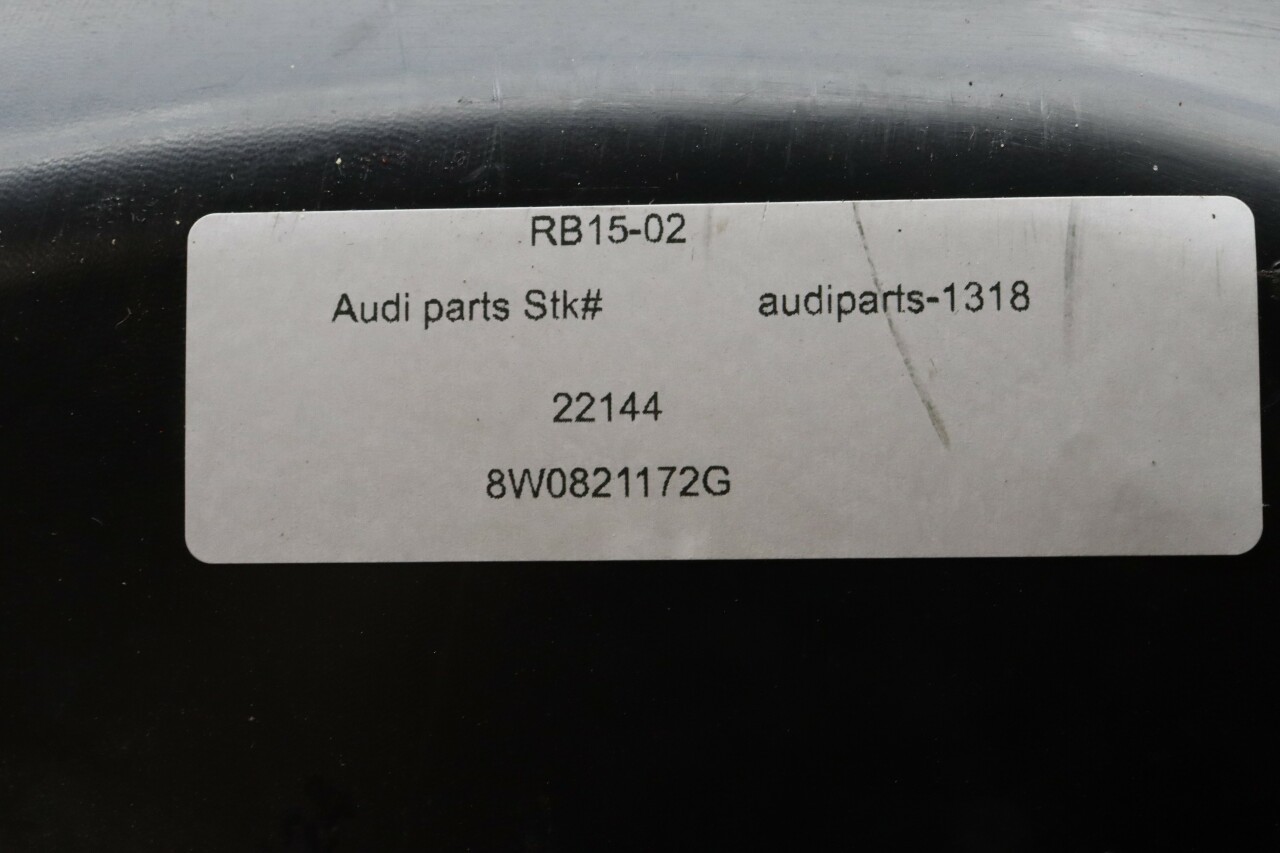 RB15-02
Audi parts Stk# audiparts-1318
22144
8W0821172G